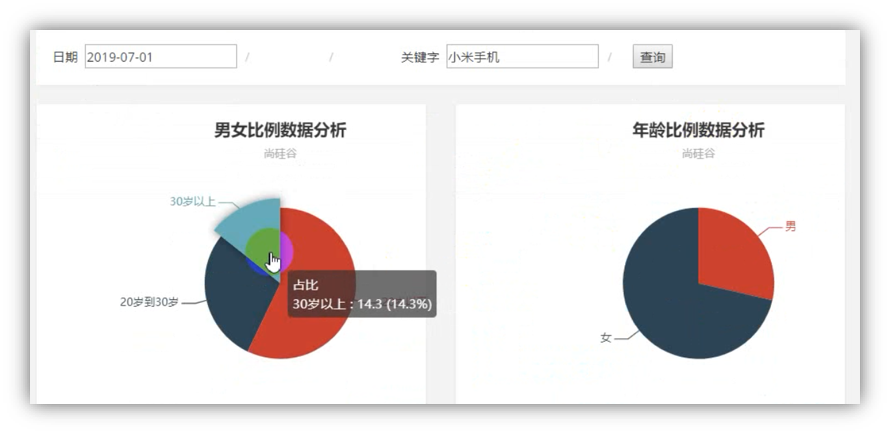 日期 2019-07-01 / / 关键字 小米手机 / 查询
男女比例数据分析
尚硅谷
30岁以上
20岁到30岁
占比
30岁以上 : 14.3 (14.3%)
年龄比例数据分析
尚硅谷
男
女